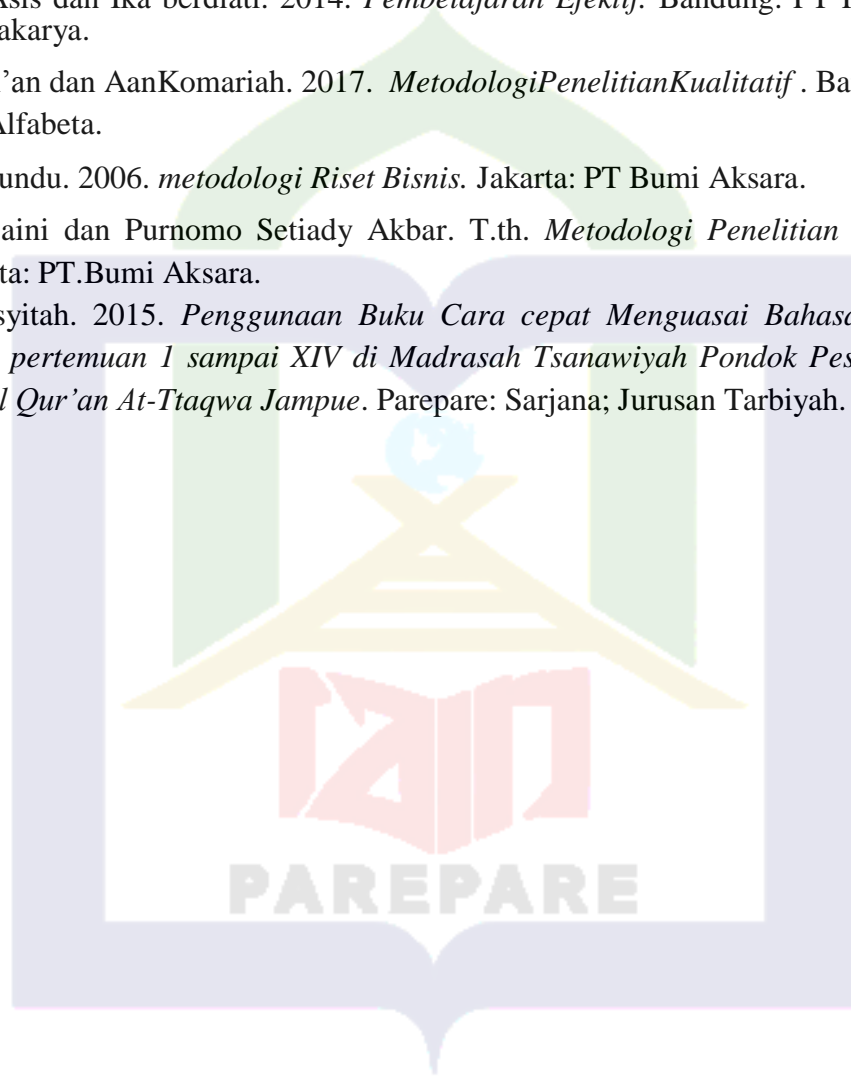 Asis dan Ika berdiati. 2014. Pembelajaran Efektif. Bandung: PT
akarya.
'an dan AanKomariah. 2017. MetodologiPenelitianKualitatif . Ba
Alfabeta.
undu. 2006. metodologi Riset Bisnis. Jakarta: PT Bumi Aksara.
aini dan Purnomo Setiady Akbar. T.th. Metodologi Penelitian
ta: PT.Bumi Aksara.
syitah. 2015. Penggunaan Buku Cara cepat Menguasai Bahasa
pertemuan 1 sampai XIV di Madrasah Tsanawiyah Pondok Pes
l Qur'an At-Ttaqwa Jampue. Parepare: Sarjana; Jurusan Tarbiyah.
iain
PAREPARE